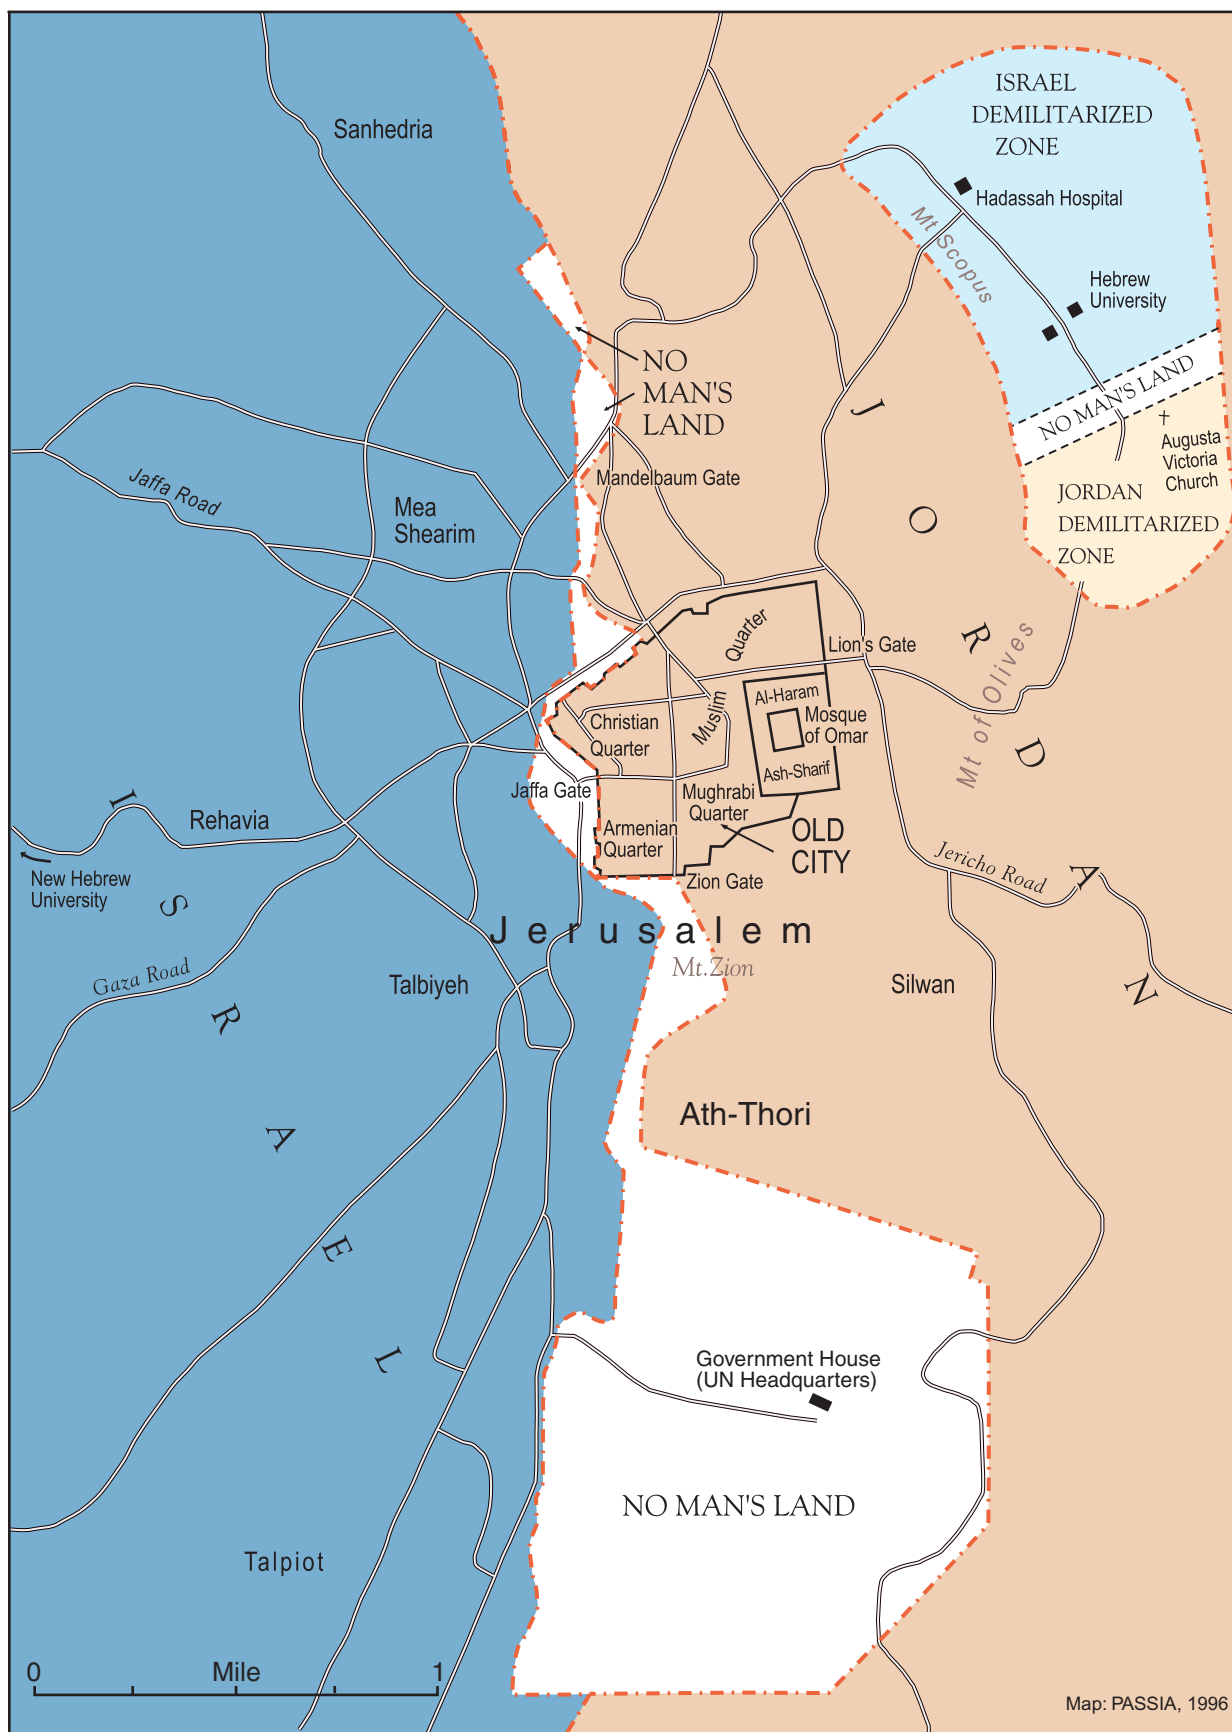 ISRAEL
DEMILITARIZED
ZONE
Sanhedria
Hadassah Hospital
Mt Scopus
Hebrew
University
NO
MAN'S
LAND
NO MAN'S LAND
Augusta
Victoria
Church
JORDAN
DEMILITARIZED
ZONE
Mandelbaum Gate
Jaffa Road
Mea
Shearim
JORDAN
Mt of Olives
Lion's Gate
Muslim Quarter
Al-Haram
Mosque
of Omar
Ash-Sharif
Christian
Quarter
Jaffa Gate
Mughrabi
Quarter
Armenian
Quarter
OLD
CITY
Zion Gate
Rehavia
New Hebrew
University
ISRAEL
Jericho Road
Jerusalem
Mt.Zion
Gaza Road
Talbiyeh
Silwan
Ath-Thori
Government House
(UN Headquarters)
NO MAN'S LAND
Talpiot
0 Mile 1
Map: PASSIA, 1996